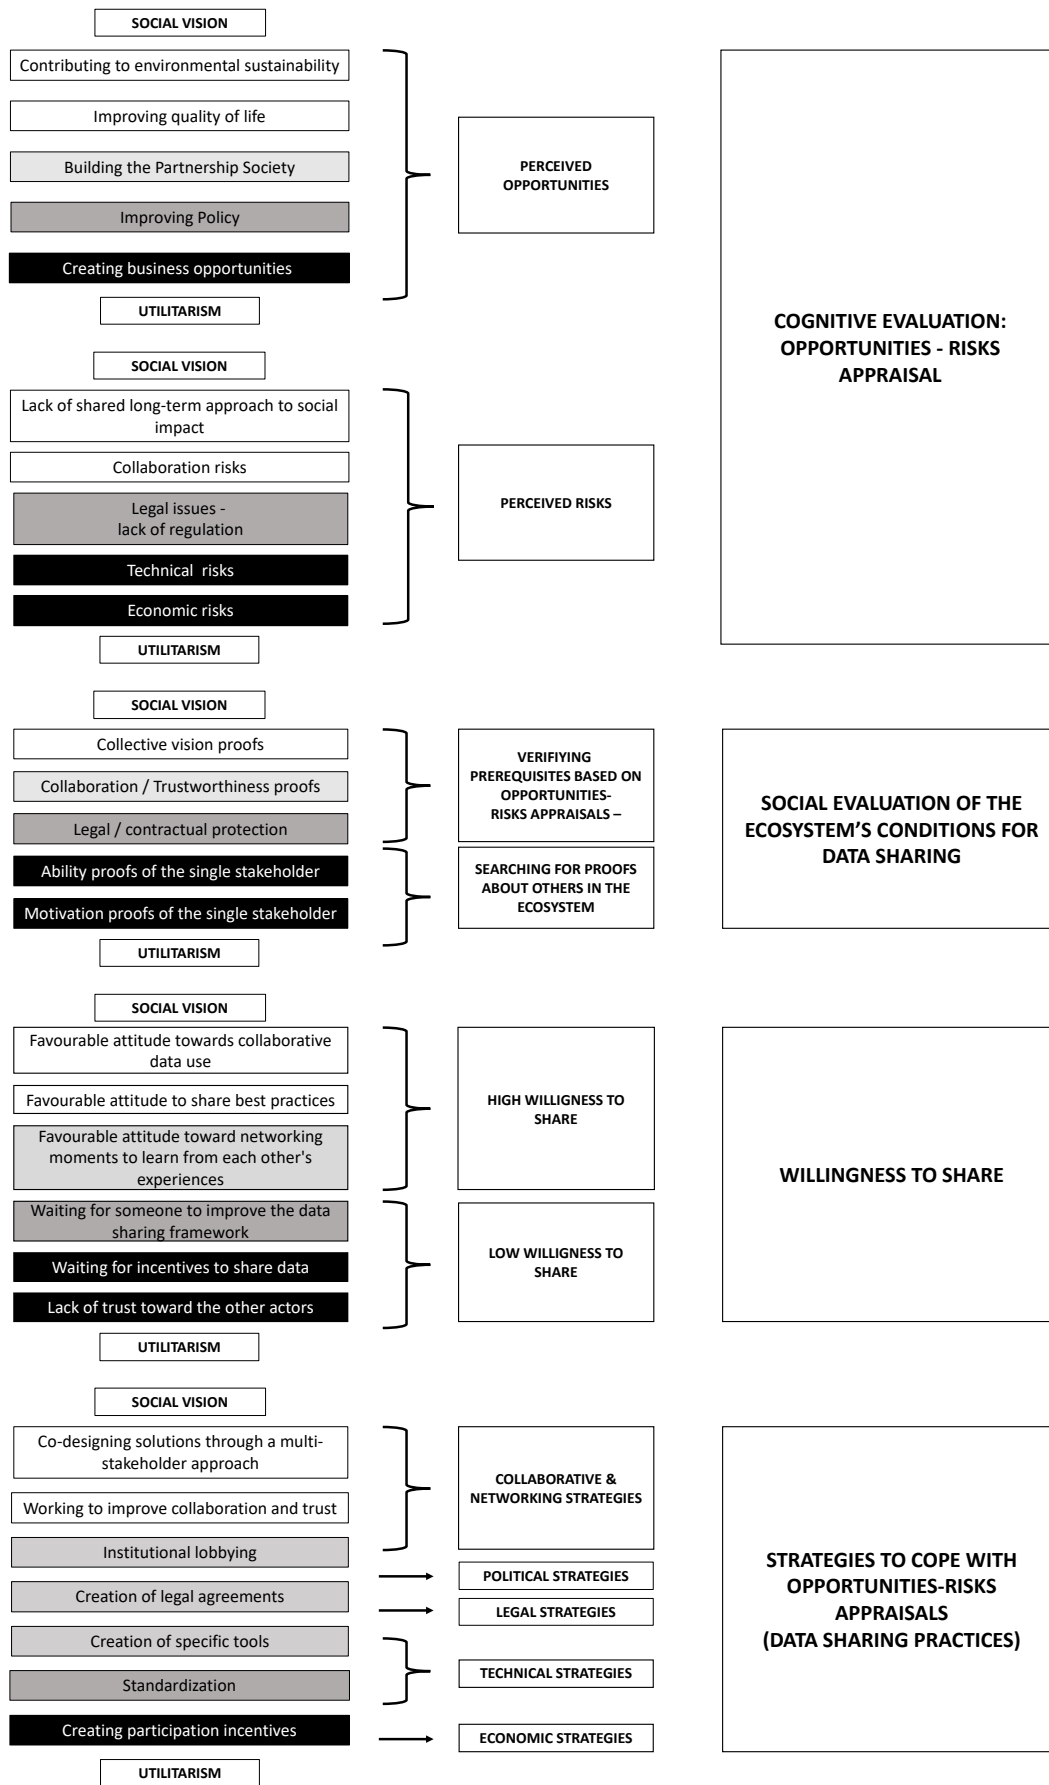 SOCIAL VISION
Contributing to environmental sustainability
Improving quality of life
Building the Partnership Society
Improving Policy
Creating business opportunities
UTILITARISM
PERCEIVED
OPPORTUNITIES
SOCIAL VISION
Lack of shared long-term approach to social
impact
Collaboration risks
Legal issues -
lack of regulation
Technical risks
Economic risks
UTILITARISM
PERCEIVED RISKS
COGNITIVE EVALUATION:
OPPORTUNITIES - RISKS
APPRAISAL
SOCIAL VISION
Collective vision proofs
Collaboration / Trustworthiness proofs
Legal / contractual protection
Ability proofs of the single stakeholder
Motivation proofs of the single stakeholder
UTILITARISM
VERIFIYING
PREREQUISITES BASED ON
OPPORTUNITIES-
RISKS APPRAISALS –
SEARCHING FOR PROOFS
ABOUT OTHERS IN THE
ECOSYSTEM
SOCIAL EVALUATION OF THE
ECOSYSTEM’S CONDITIONS FOR
DATA SHARING
SOCIAL VISION
Favourable attitude towards collaborative
data use
Favourable attitude to share best practices
Favourable attitude toward networking
moments to learn from each other's
experiences
Waiting for someone to improve the data
sharing framework
Waiting for incentives to share data
Lack of trust toward the other actors
UTILITARISM
HIGH WILLIGNESS TO
SHARE
LOW WILLIGNESS TO
SHARE
WILLINGNESS TO SHARE
SOCIAL VISION
Co-designing solutions through a multi-
stakeholder approach
Working to improve collaboration and trust
Institutional lobbying
Creation of legal agreements
Creation of specific tools
Standardization
Creating participation incentives
UTILITARISM
COLLABORATIVE &
NETWORKING STRATEGIES
POLITICAL STRATEGIES
LEGAL STRATEGIES
TECHNICAL STRATEGIES
ECONOMIC STRATEGIES
STRATEGIES TO COPE WITH
OPPORTUNITIES-RISKS
APPRAISALS
(DATA SHARING PRACTICES)